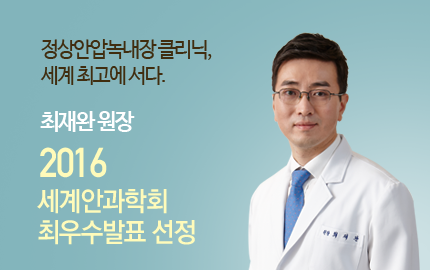 정상안압녹내장 클리닉,
세계 최고에 서다.
최재완 원장
2016
세계안과학회
최우수발표 선정